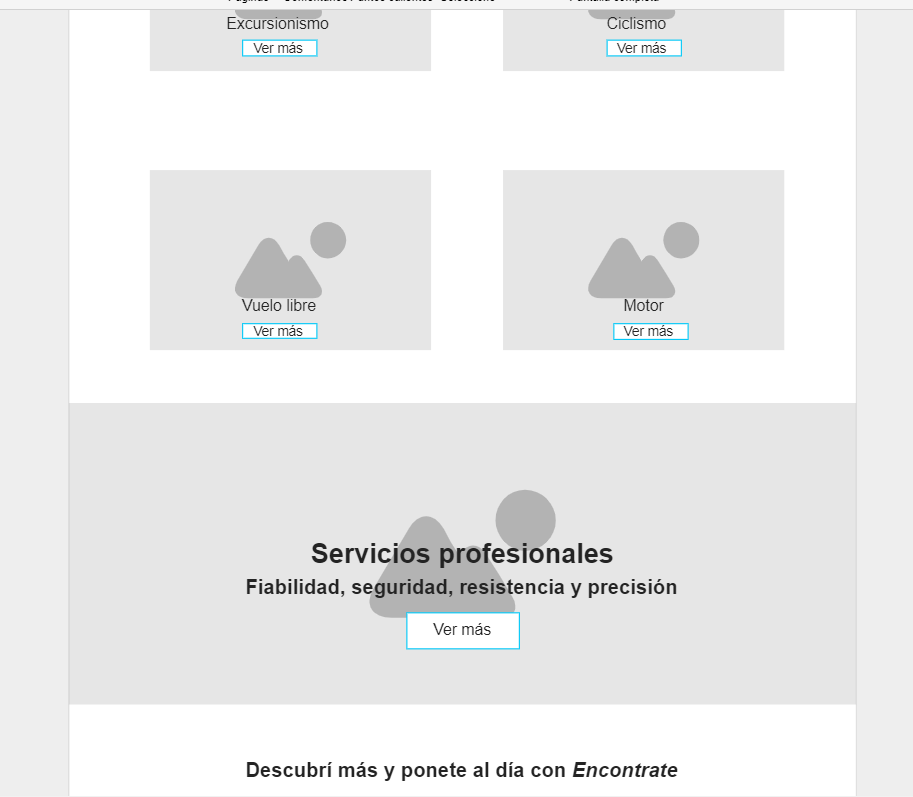 Excursionismo
Ciclismo
Ver más
Ver más
Vuelo libre
Motor
Ver más
Ver más
Servicios profesionales
Fiabilidad, seguridad, resistencia y precisión
Ver más
Descubrí más y ponete al día con Encontrate